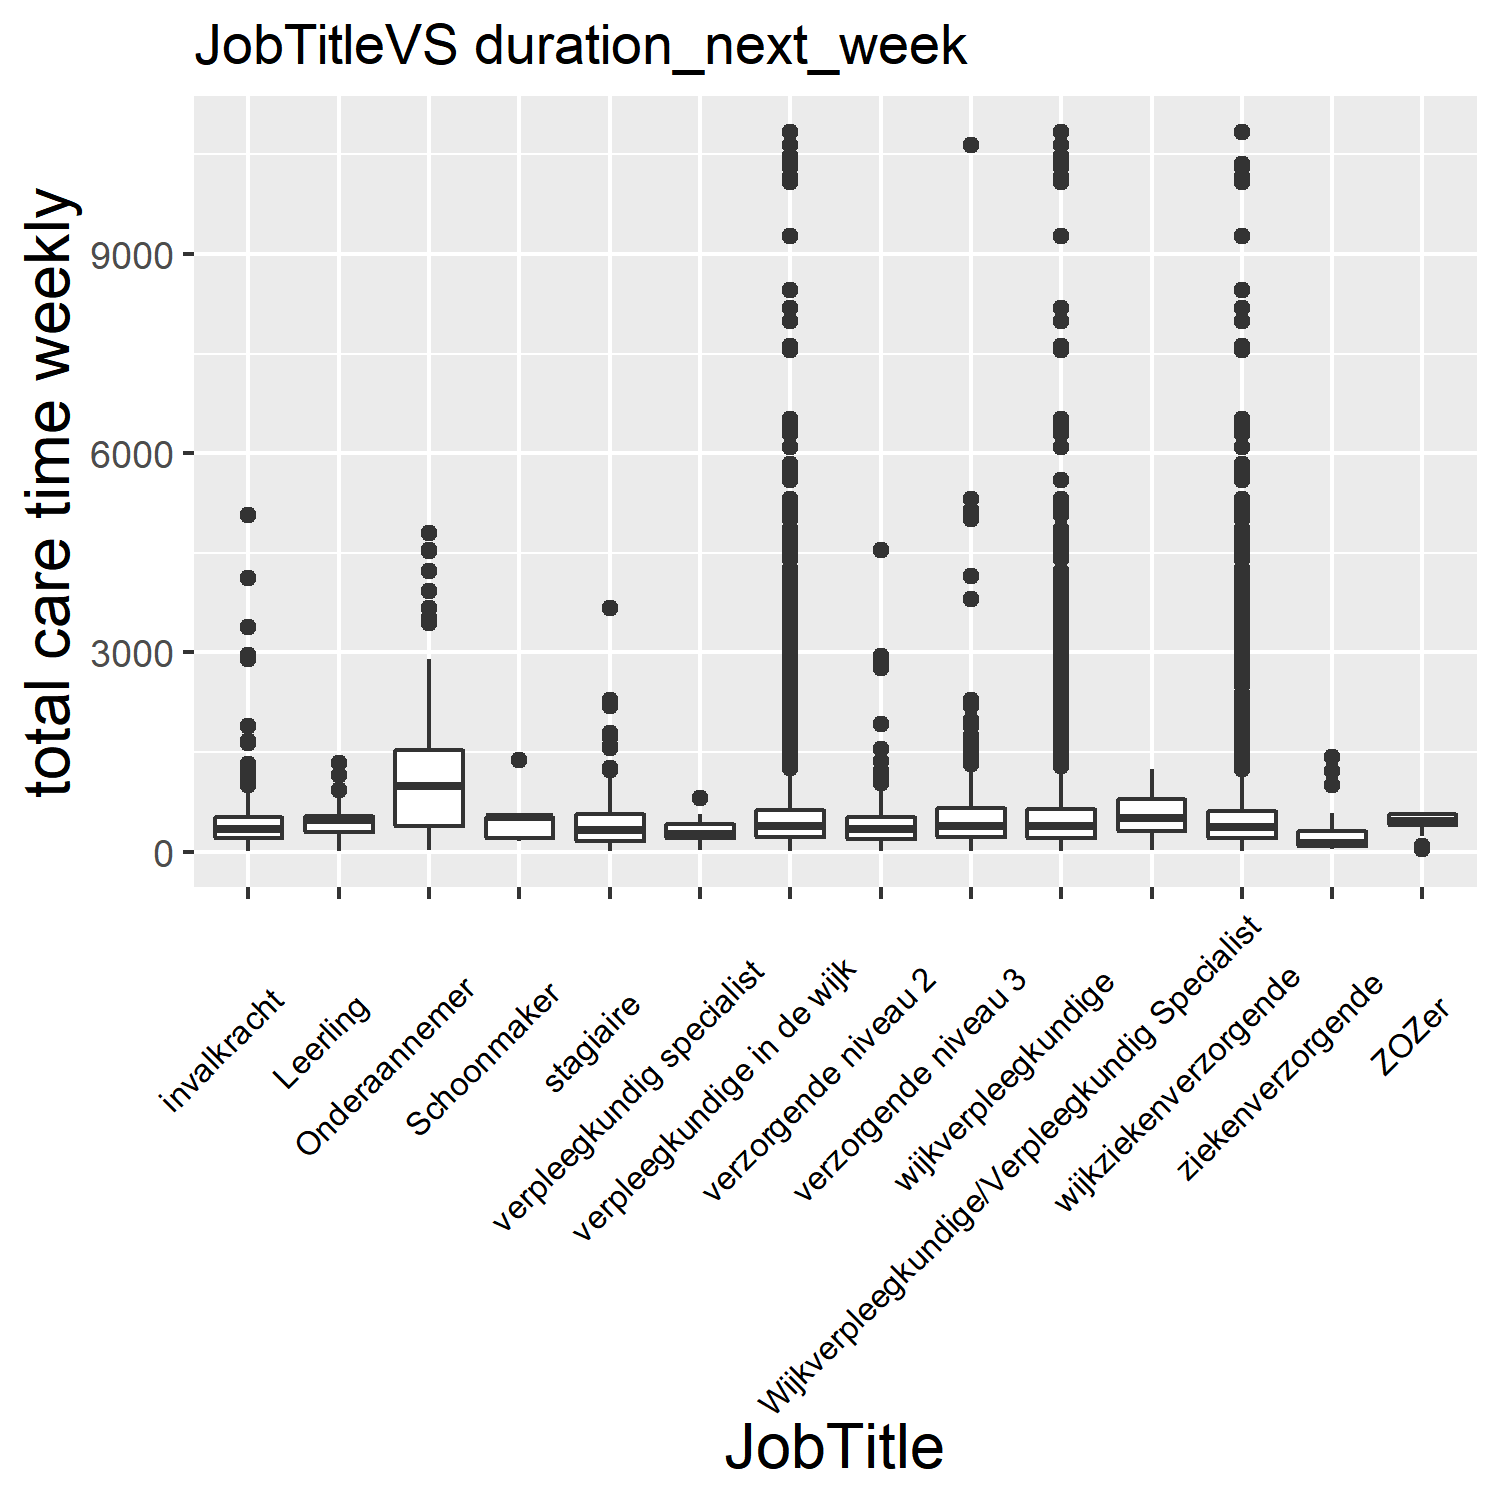 JobTitleVS duration_next_week
total care time weekly
9000
6000
3000
0
invalkracht
Leerling
Onderaannemer
Schoonmaker
stagiaire
verpleegkundig specialist
verpleegkundige in de wijk
verzorgende niveau 2
verzorgende niveau 3
wijkverpleegkundige
Wijkverpleegkundige/Verpleegkundig Specialist
wijkziekenverzorgende
ziekenverzorgende
ZOZer
JobTitle